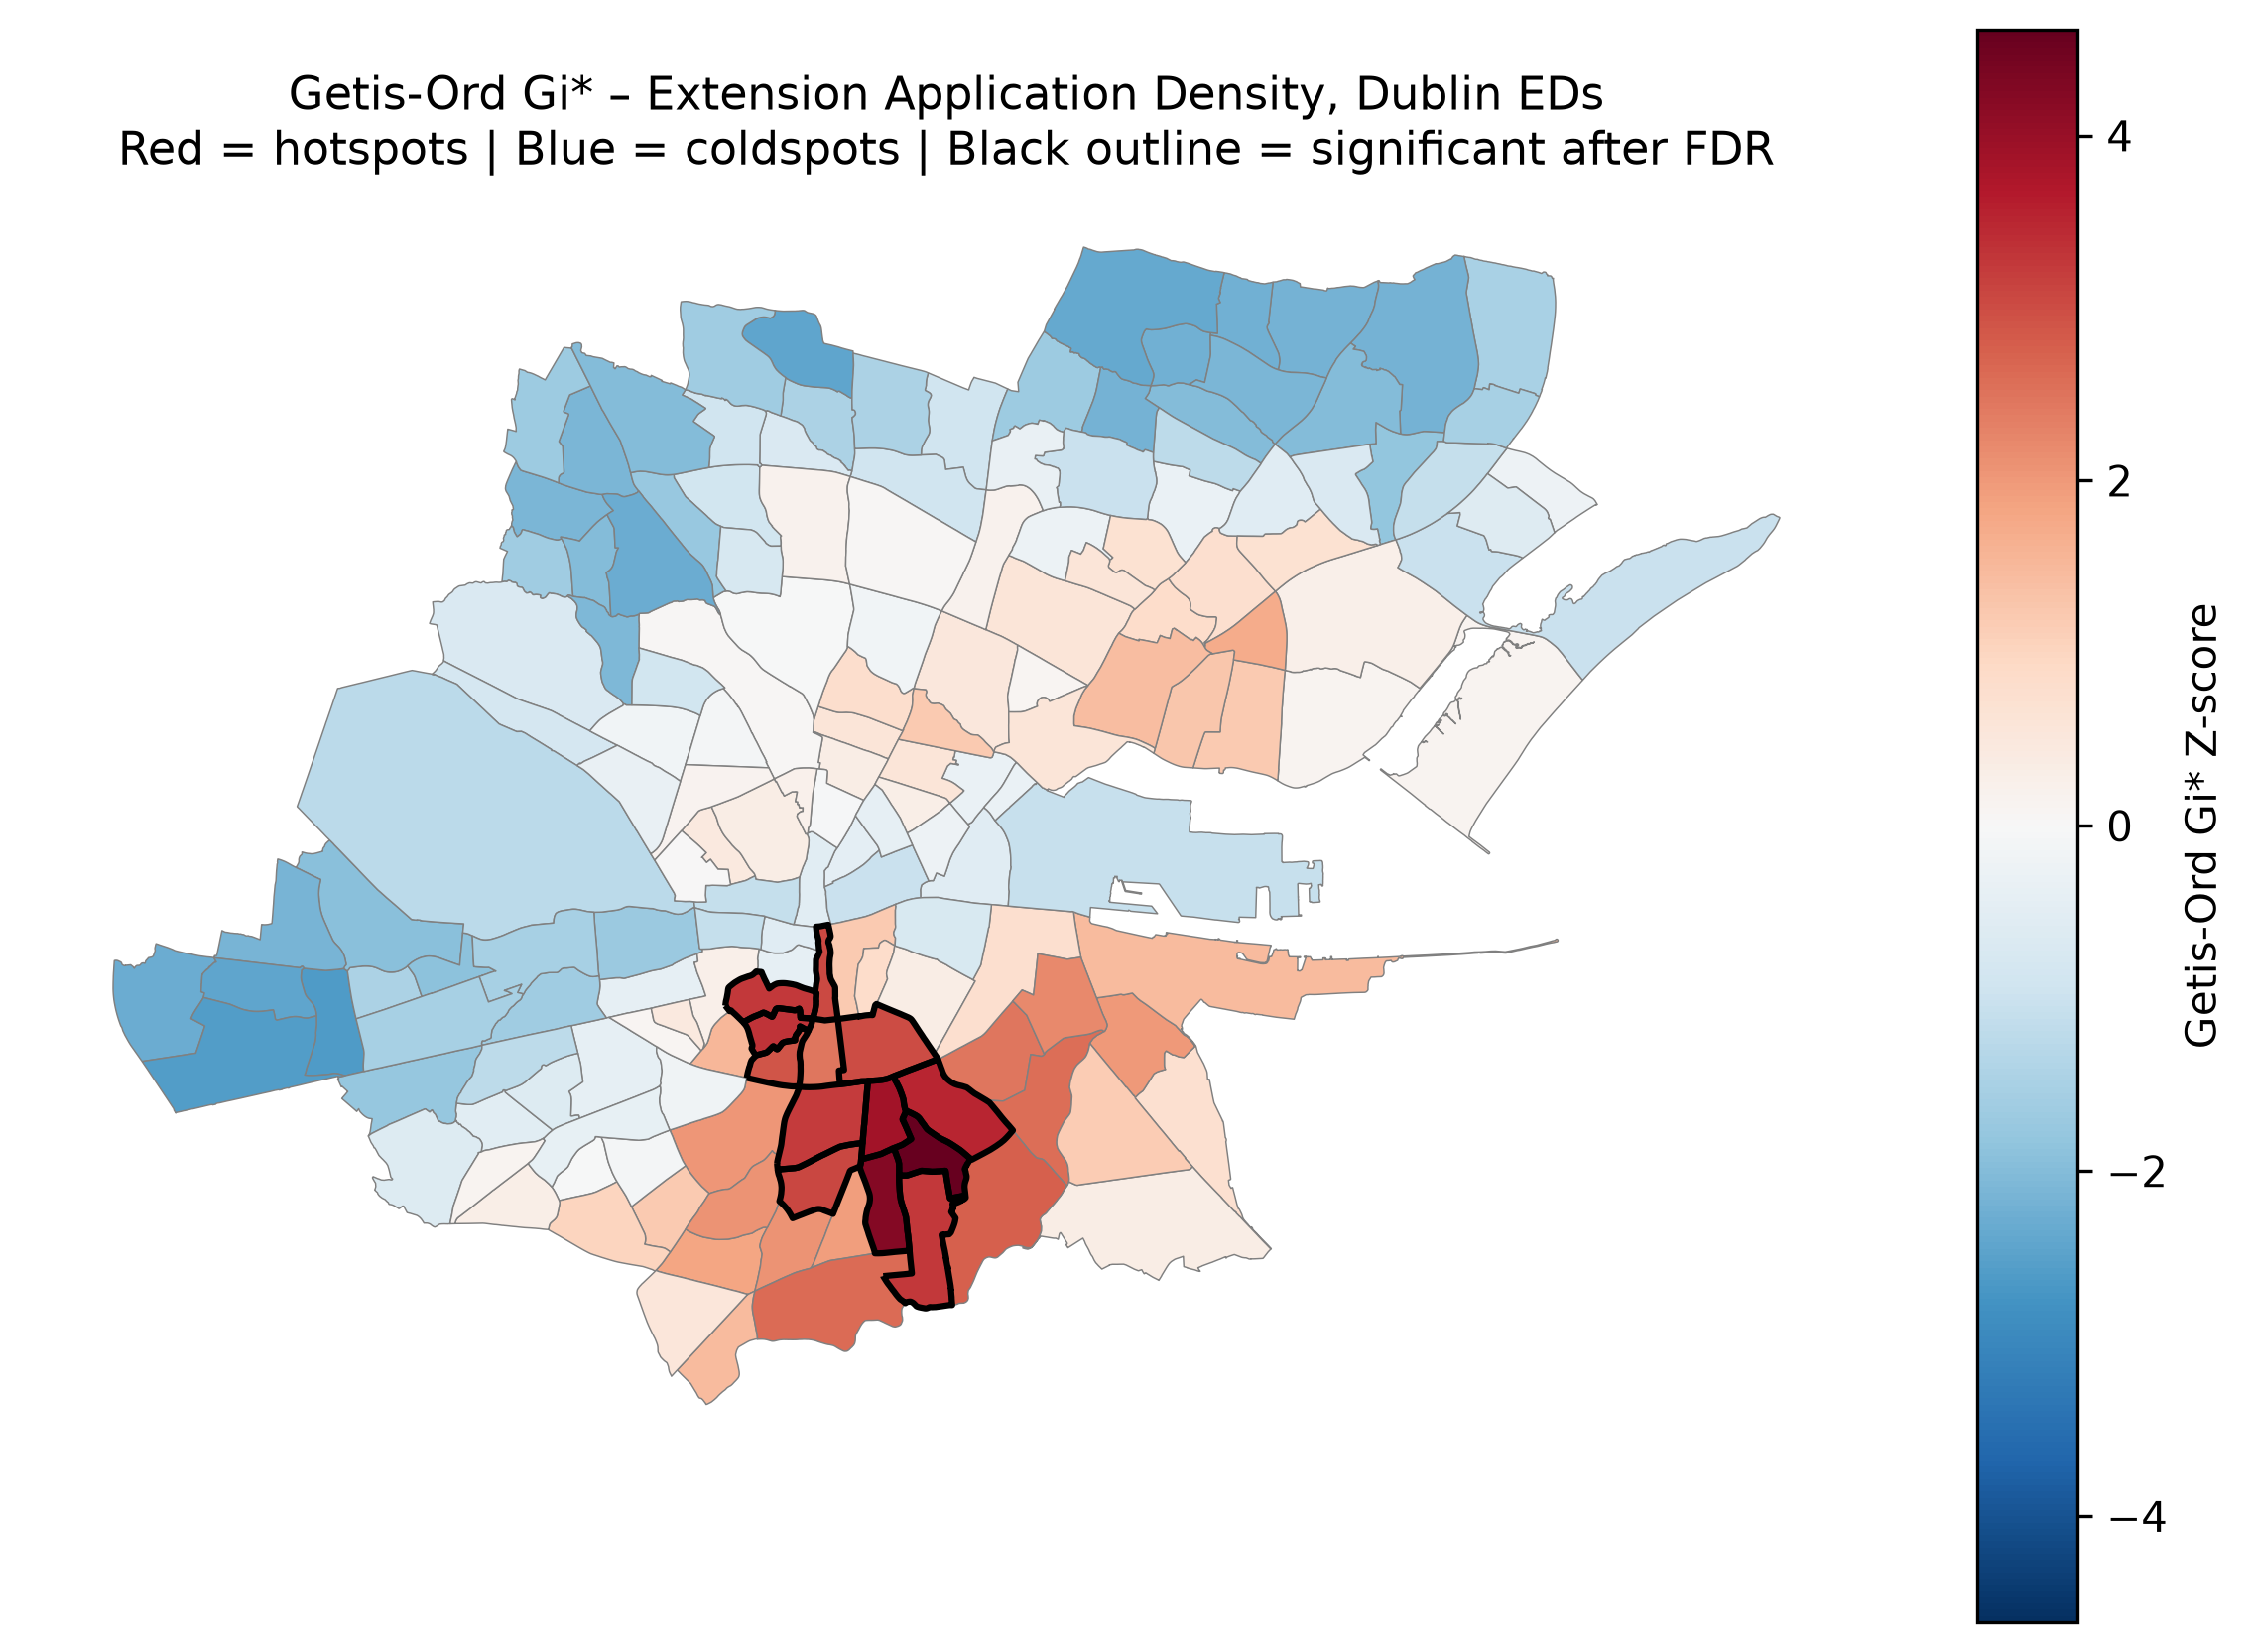 Getis-Ord Gi* – Extension Application Density, Dublin EDs
Red = hotspots | Blue = coldspots | Black outline = significant after FDR
4
2
0
−2
−4
Getis-Ord Gi* Z-score